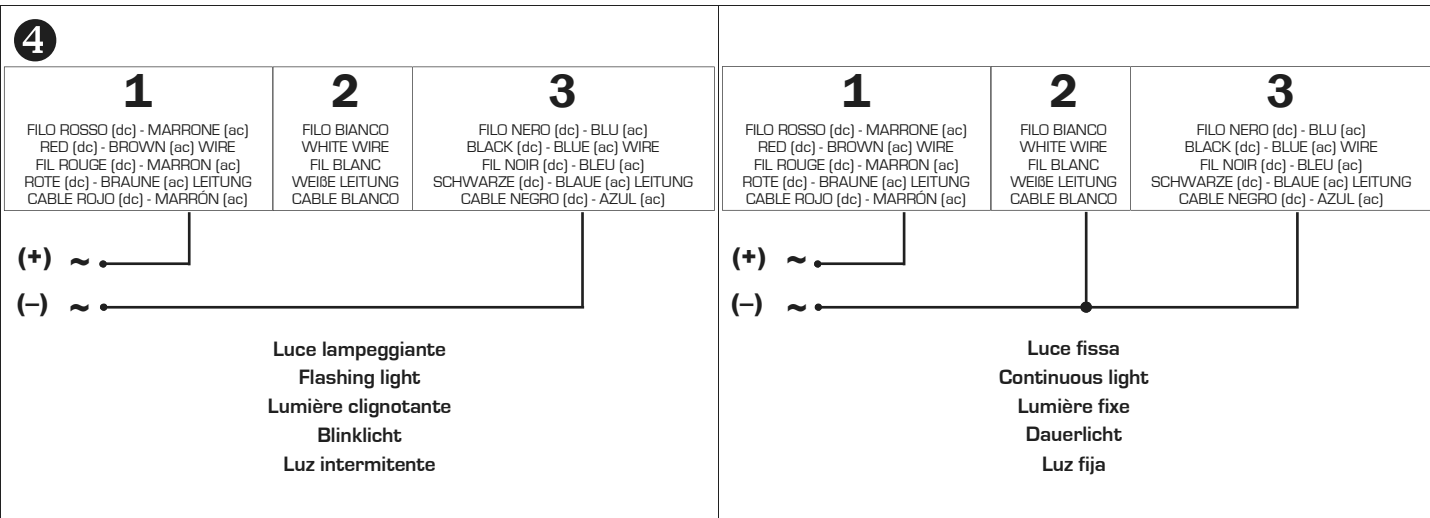 4
1
FILO ROSSO (dc) - MARRONE (ac)
RED (dc) - BROWN (ac) WIRE
FIL ROUGE (dc) - MARRON (ac)
ROTE (dc) - BRAUNE (ac) LEITUNG
CABLE ROJO (dc) - MARRÓN (ac)
2
FILO BIANCO
WHITE WIRE
FIL BLANC
WEIßE LEITUNG
CABLE BLANCO
3
FILO NERO (dc) - BLU (ac)
BLACK (dc) - BLUE (ac) WIRE
FIL NOIR (dc) - BLEU (ac)
SCHWARZE (dc) - BLAUE (ac) LEITUNG
CABLE NEGRO (dc) - AZUL (ac)
(+) ~
(–) ~
Luce lampeggiante
Flashing light
Lumière clignotante
Blinklicht
Luz intermitente
1
FILO ROSSO (dc) - MARRONE (ac)
RED (dc) - BROWN (ac) WIRE
FIL ROUGE (dc) - MARRON (ac)
ROTE (dc) - BRAUNE (ac) LEITUNG
CABLE ROJO (dc) - MARRÓN (ac)
2
FILO BIANCO
WHITE WIRE
FIL BLANC
WEIßE LEITUNG
CABLE BLANCO
3
FILO NERO (dc) - BLU (ac)
BLACK (dc) - BLUE (ac) WIRE
FIL NOIR (dc) - BLEU (ac)
SCHWARZE (dc) - BLAUE (ac) LEITUNG
CABLE NEGRO (dc) - AZUL (ac)
(+) ~
(–) ~
Luce fissa
Continuous light
Lumière fixe
Dauerlicht
Luz fija